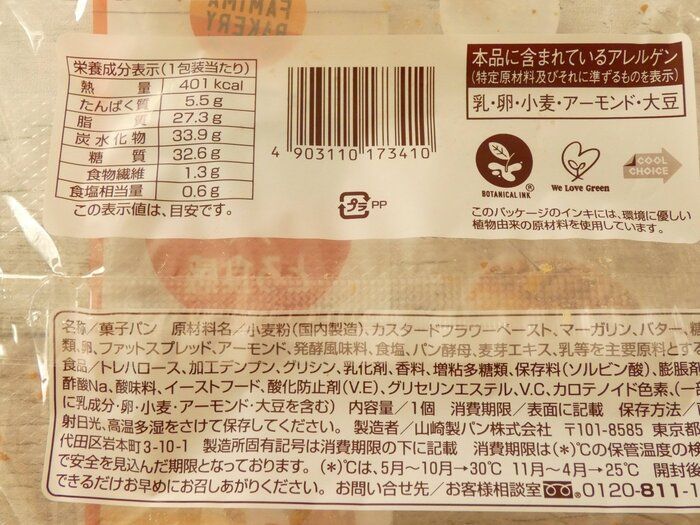 FAMIMA
BAKERY
栄養成分表示(1包装当たり)
熱量 401kcal
たんぱく質 5.5g
脂質 27.3g
炭水化物 33.9g
糖質 32.6g
食物繊維 1.3g
食塩相当量 0.6g
この表示値は、目安です。
4 903110 173410
プラ PP
本品に含まれているアレルゲン
(特定原材料及びそれに準ずるものを表示)
乳・卵・小麦・アーモンド・大豆
BOTANICAL INK®
We Love Green
COOL CHOICE
このパッケージのインキには、環境に優しい
植物由来の原材料を使用しています。
名称/菓子パン 原材料名/小麦粉(国内製造)、カスタードフラワーペースト、マーガリン、バター、糖
類、卵、ファットスプレッド、アーモンド、発酵風味料、食塩、パン酵母、麦芽エキス、乳等を主要原料とする
食品/トレハロース、加工デンプン、グリシン、乳化剤、香料、増粘多糖類、保存料(ソルビン酸)、膨脹剤
酢酸Na、酸味料、イーストフード、酸化防止剤(V.E)、グリセリンエステル、V.C、カロテノイド色素、(一部
に乳成分・卵・小麦・アーモンド・大豆を含む) 内容量/1個 消費期限/表面に記載 保存方法/
射日光、高温多湿をさけて保存してください。 製造者/山崎製パン株式会社 〒101-8585 東京都
代田区岩本町3-10-1 製造所固有記号は消費期限の下に記載 消費期限は(*)℃の保管温度の検
で安全を見込んだ期限となっております。(*)℃は、5月〜10月→30℃ 11月〜4月→25℃ 開封後
できるだけお早めにお召しあがりください。 お問い合せ先/お客様相談室 0120-811-1